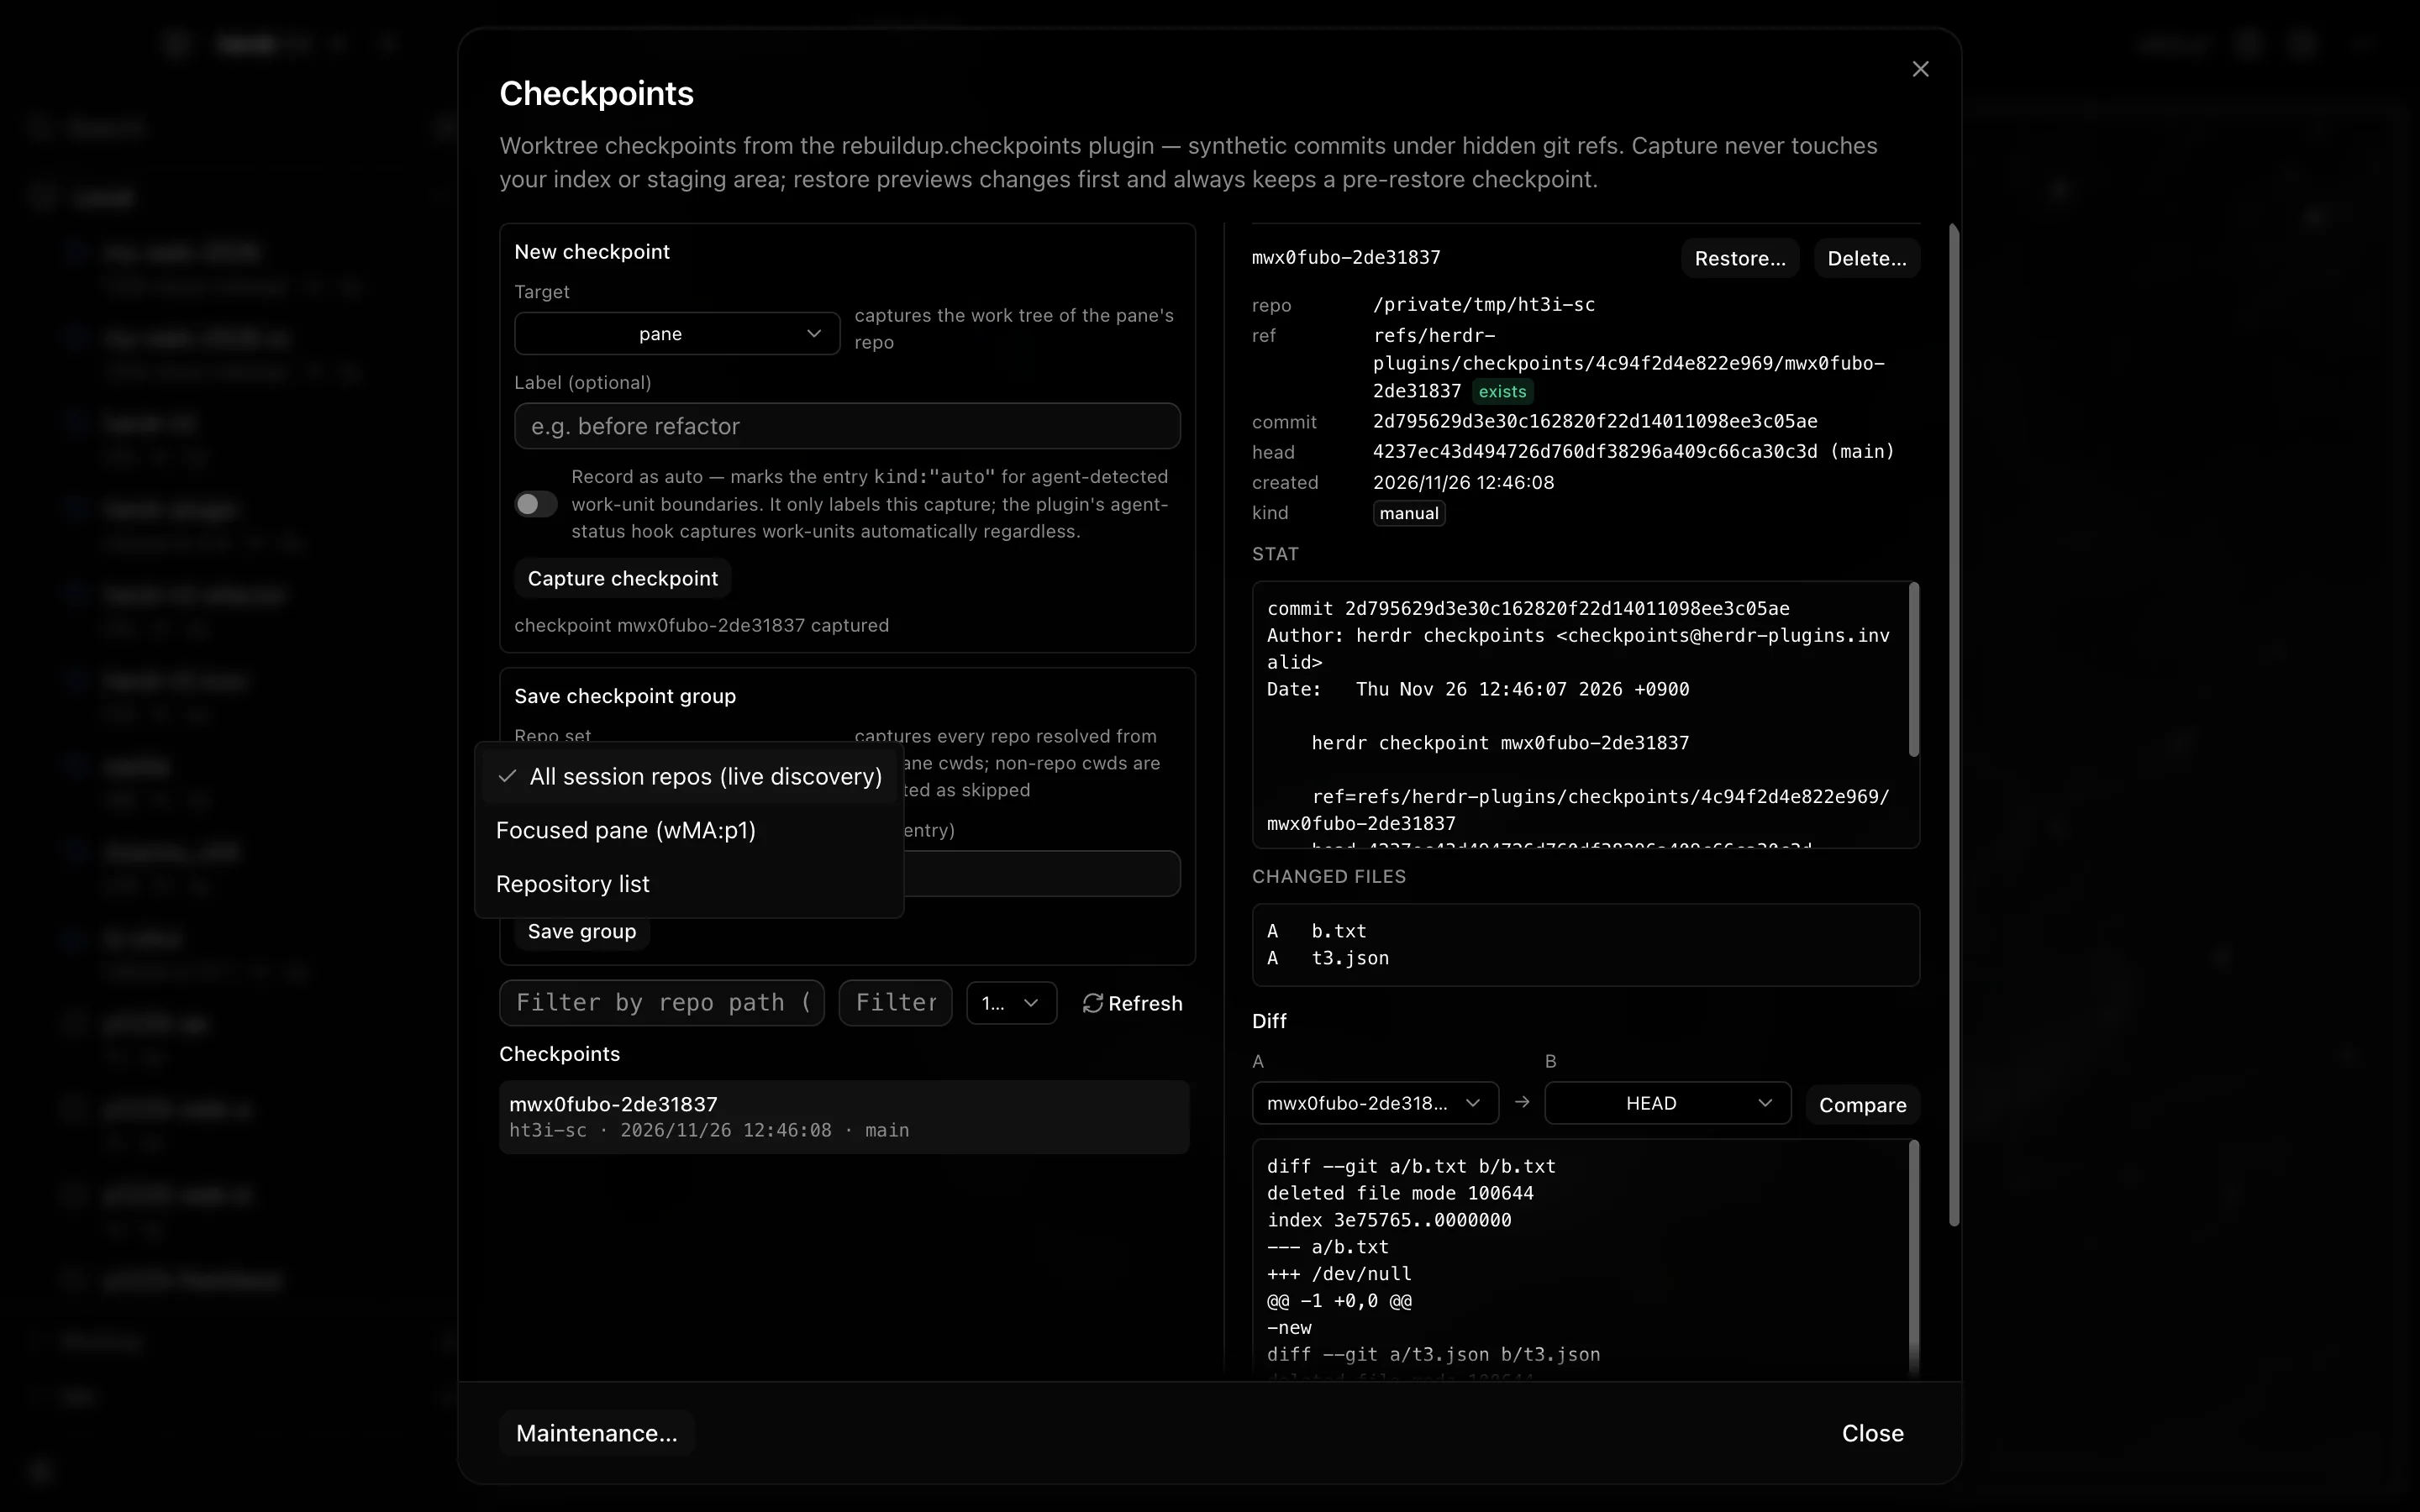 Checkpoints
Worktree checkpoints from the rebuildup.checkpoints plugin — synthetic commits under hidden git refs. Capture never touches
your index or staging area; restore previews changes first and always keeps a pre-restore checkpoint.
New checkpoint
Target
pane
captures the work tree of the pane's
repo
Label (optional)
e.g. before refactor
Record as auto — marks the entry kind:"auto" for agent-detected
work-unit boundaries. It only labels this capture; the plugin's agent-
status hook captures work-units automatically regardless.
Capture checkpoint
checkpoint mwx0fubo-2de31837 captured
Save checkpoint group
Repo set
captures every repo resolved from
ane cwds; non-repo cwds are
ted as skipped
All session repos (live discovery)
Focused pane (wMA:p1)
Repository list
entry)
Save group
Filter by repo path (
Filter
1...
Refresh
Checkpoints
mwx0fubo-2de31837
ht3i-sc · 2026/11/26 12:46:08 · main
mwx0fubo-2de31837
Restore...
Delete...
repo /private/tmp/ht3i-sc
ref refs/herdr-
plugins/checkpoints/4c94f2d4e822e969/mwx0fubo-
2de31837 exists
commit 2d795629d3e30c162820f22d14011098ee3c05ae
head 4237ec43d494726d760df38296a409c66ca30c3d (main)
created 2026/11/26 12:46:08
kind manual
STAT
commit 2d795629d3e30c162820f22d14011098ee3c05ae
Author: herdr checkpoints <checkpoints@herdr-plugins.inv
alid>
Date:   Thu Nov 26 12:46:07 2026 +0900
herdr checkpoint mwx0fubo-2de31837
ref=refs/herdr-plugins/checkpoints/4c94f2d4e822e969/
mwx0fubo-2de31837
head 4237ec43d494726d760df38296a409c66ca30c3d
CHANGED FILES
A   b.txt
A   t3.json
Diff
A
B
mwx0fubo-2de318...
→
HEAD
Compare
diff --git a/b.txt b/b.txt
deleted file mode 100644
index 3e75765..0000000
--- a/b.txt
+++ /dev/null
@@ -1 +0,0 @@
-new
diff --git a/t3.json b/t3.json
deleted file mode 100644
Maintenance...
Close